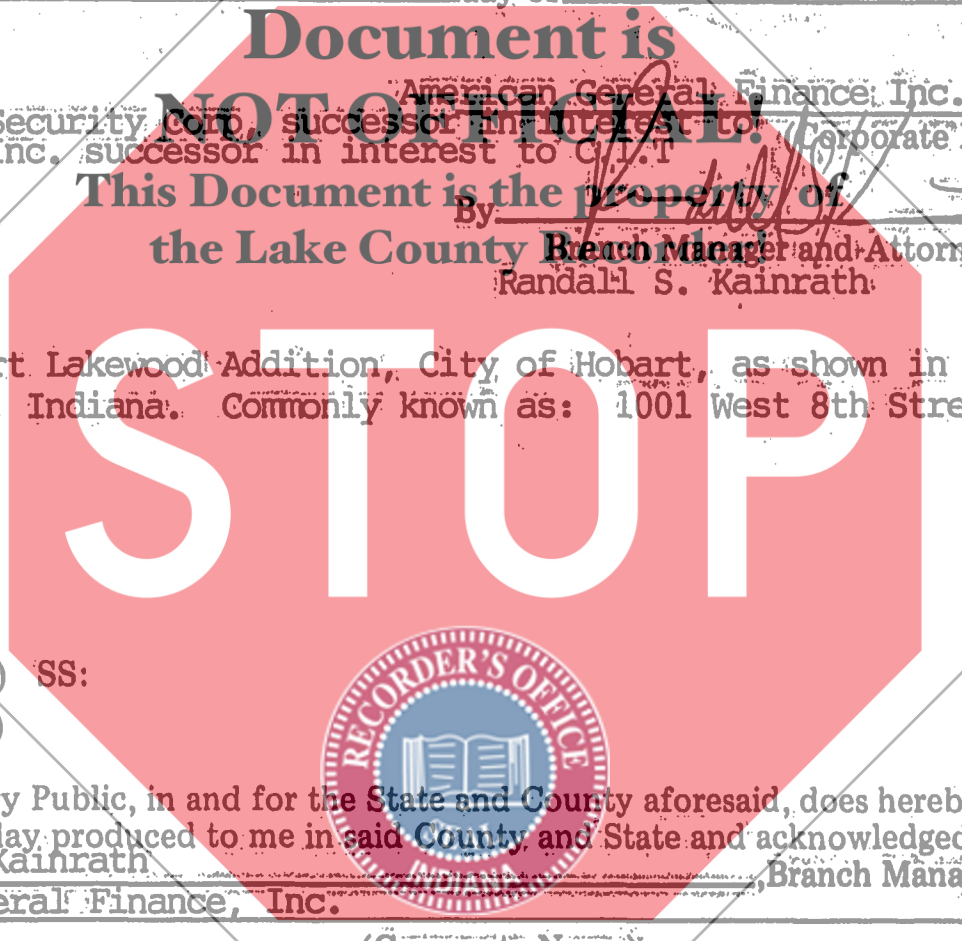 Document is
NOT OFFICIAL!
This Document is the property of
the Lake County Recorder!
American General Finance, Inc.
Security successor interest to
Inc. successor in interest to
(Corporate
By
Branch Manager and Attorn
Randall S. Kainrath
rt Lakewood Addition, City of Hobart, as shown in
Indiana. Commonly known as: 1001 West 8th Stre
STOP
) SS:
)
RECORDER'S OFFICE
SEAL
INDIANA
y Public, in and for the State and County aforesaid, does hereb
day produced to me in said County and State and acknowledged
Kainrath
,Branch Mana
eral Finance, Inc.